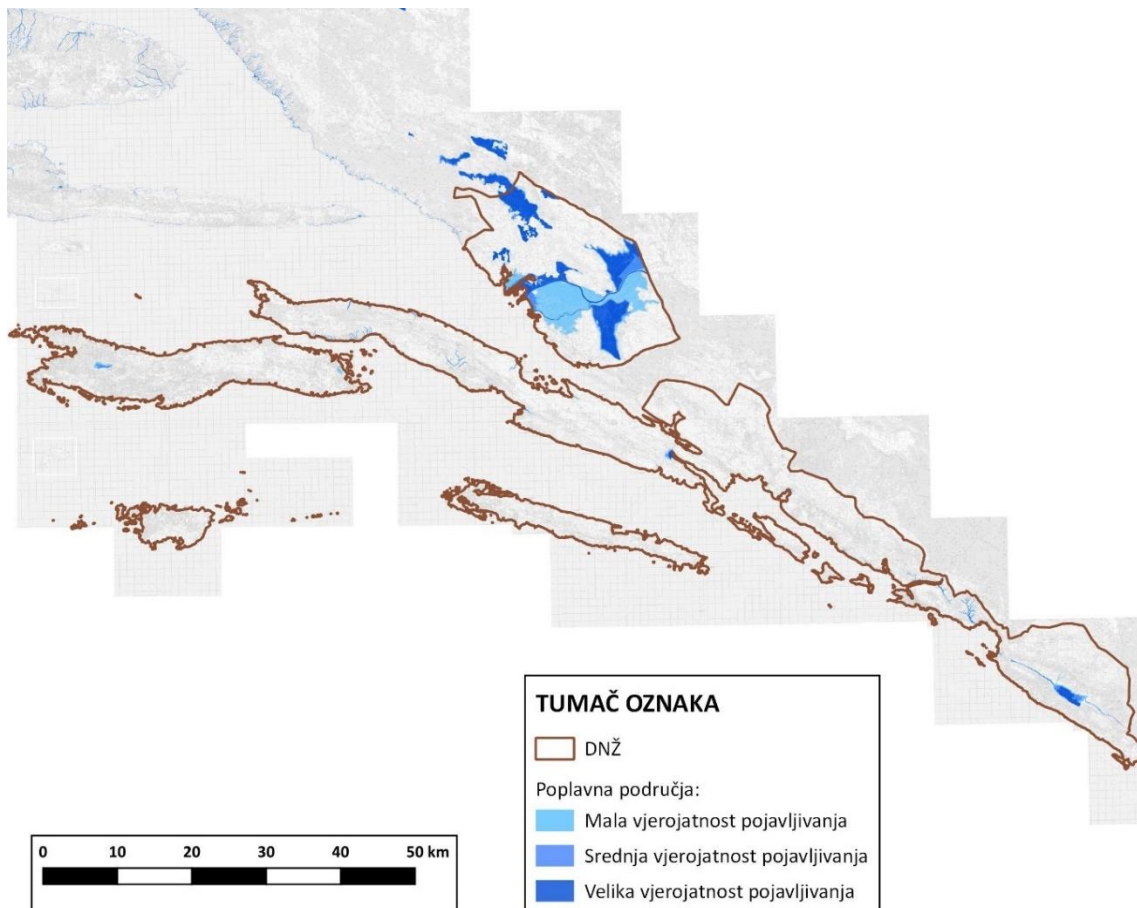 TUMAČ OZNAKA
DNŽ
Poplavna područja:
Mala vjerojatnost pojavljivanja
Srednja vjerojatnost pojavljivanja
Velika vjerojatnost pojavljivanja
0 10 20 30 40 50 km